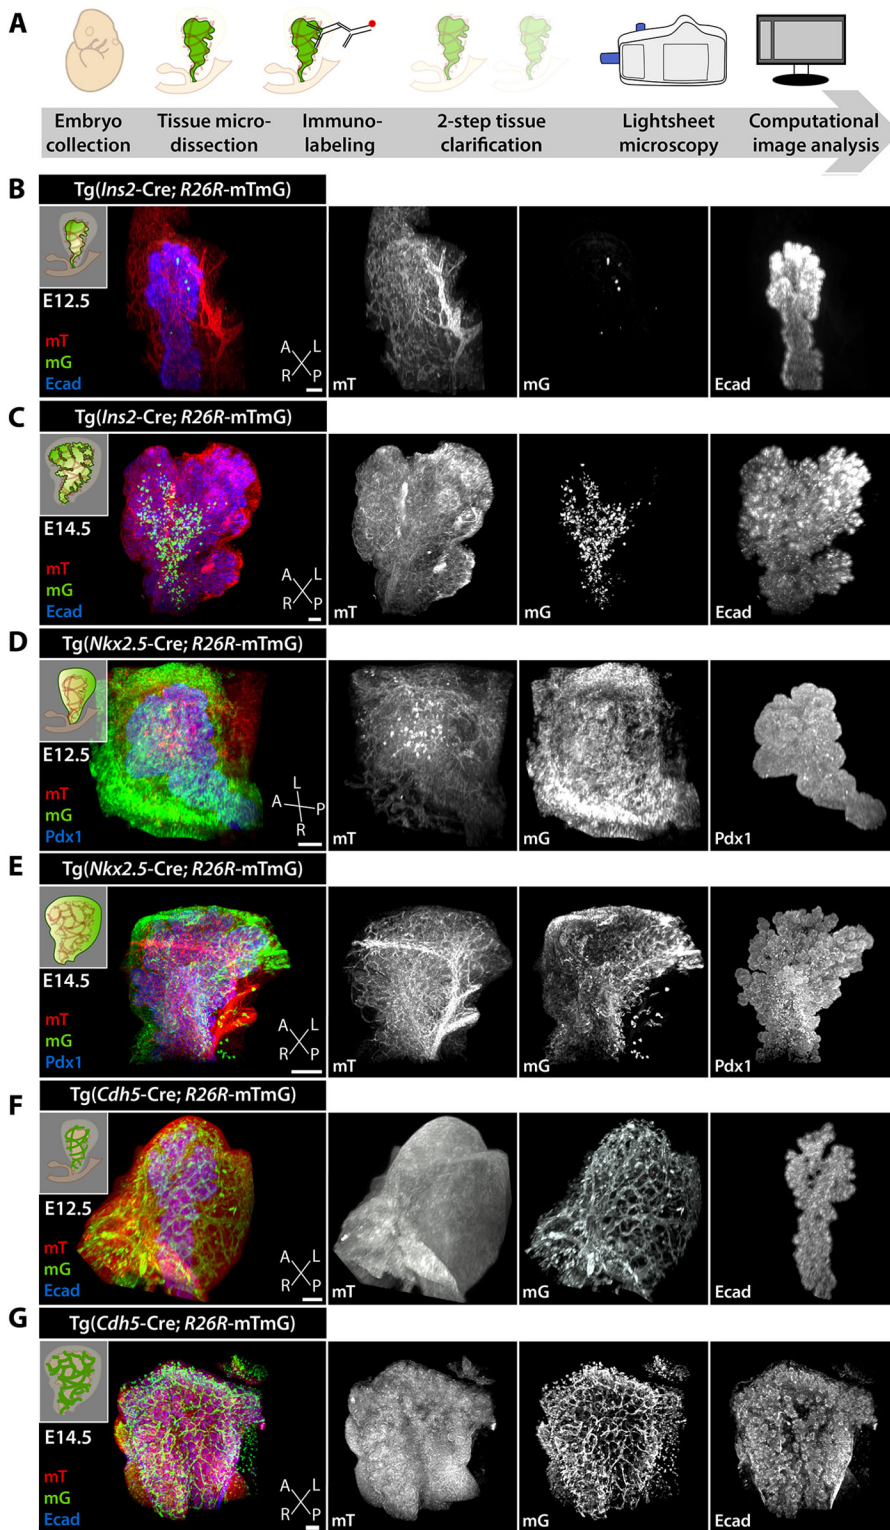 A
Embryo collection
Tissue micro-dissection
Immuno-labeling
2-step tissue clarification
Lightsheet microscopy
Computational image analysis
B
Tg(Ins2-Cre; R26R-mTmG)
E12.5
mT
mG
Ecad
A L
R P
mT
mG
Ecad
C
Tg(Ins2-Cre; R26R-mTmG)
E14.5
mT
mG
Ecad
A L
R P
mT
mG
Ecad
D
Tg(Nkx2.5-Cre; R26R-mTmG)
E12.5
mT
mG
Pdx1
L
A P
R
mT
mG
Pdx1
E
Tg(Nkx2.5-Cre; R26R-mTmG)
E14.5
mT
mG
Pdx1
A L
R P
mT
mG
Pdx1
F
Tg(Cdh5-Cre; R26R-mTmG)
E12.5
mT
mG
Ecad
A L
R P
mT
mG
Ecad
G
Tg(Cdh5-Cre; R26R-mTmG)
E14.5
mT
mG
Ecad
A L
R P
mT
mG
Ecad